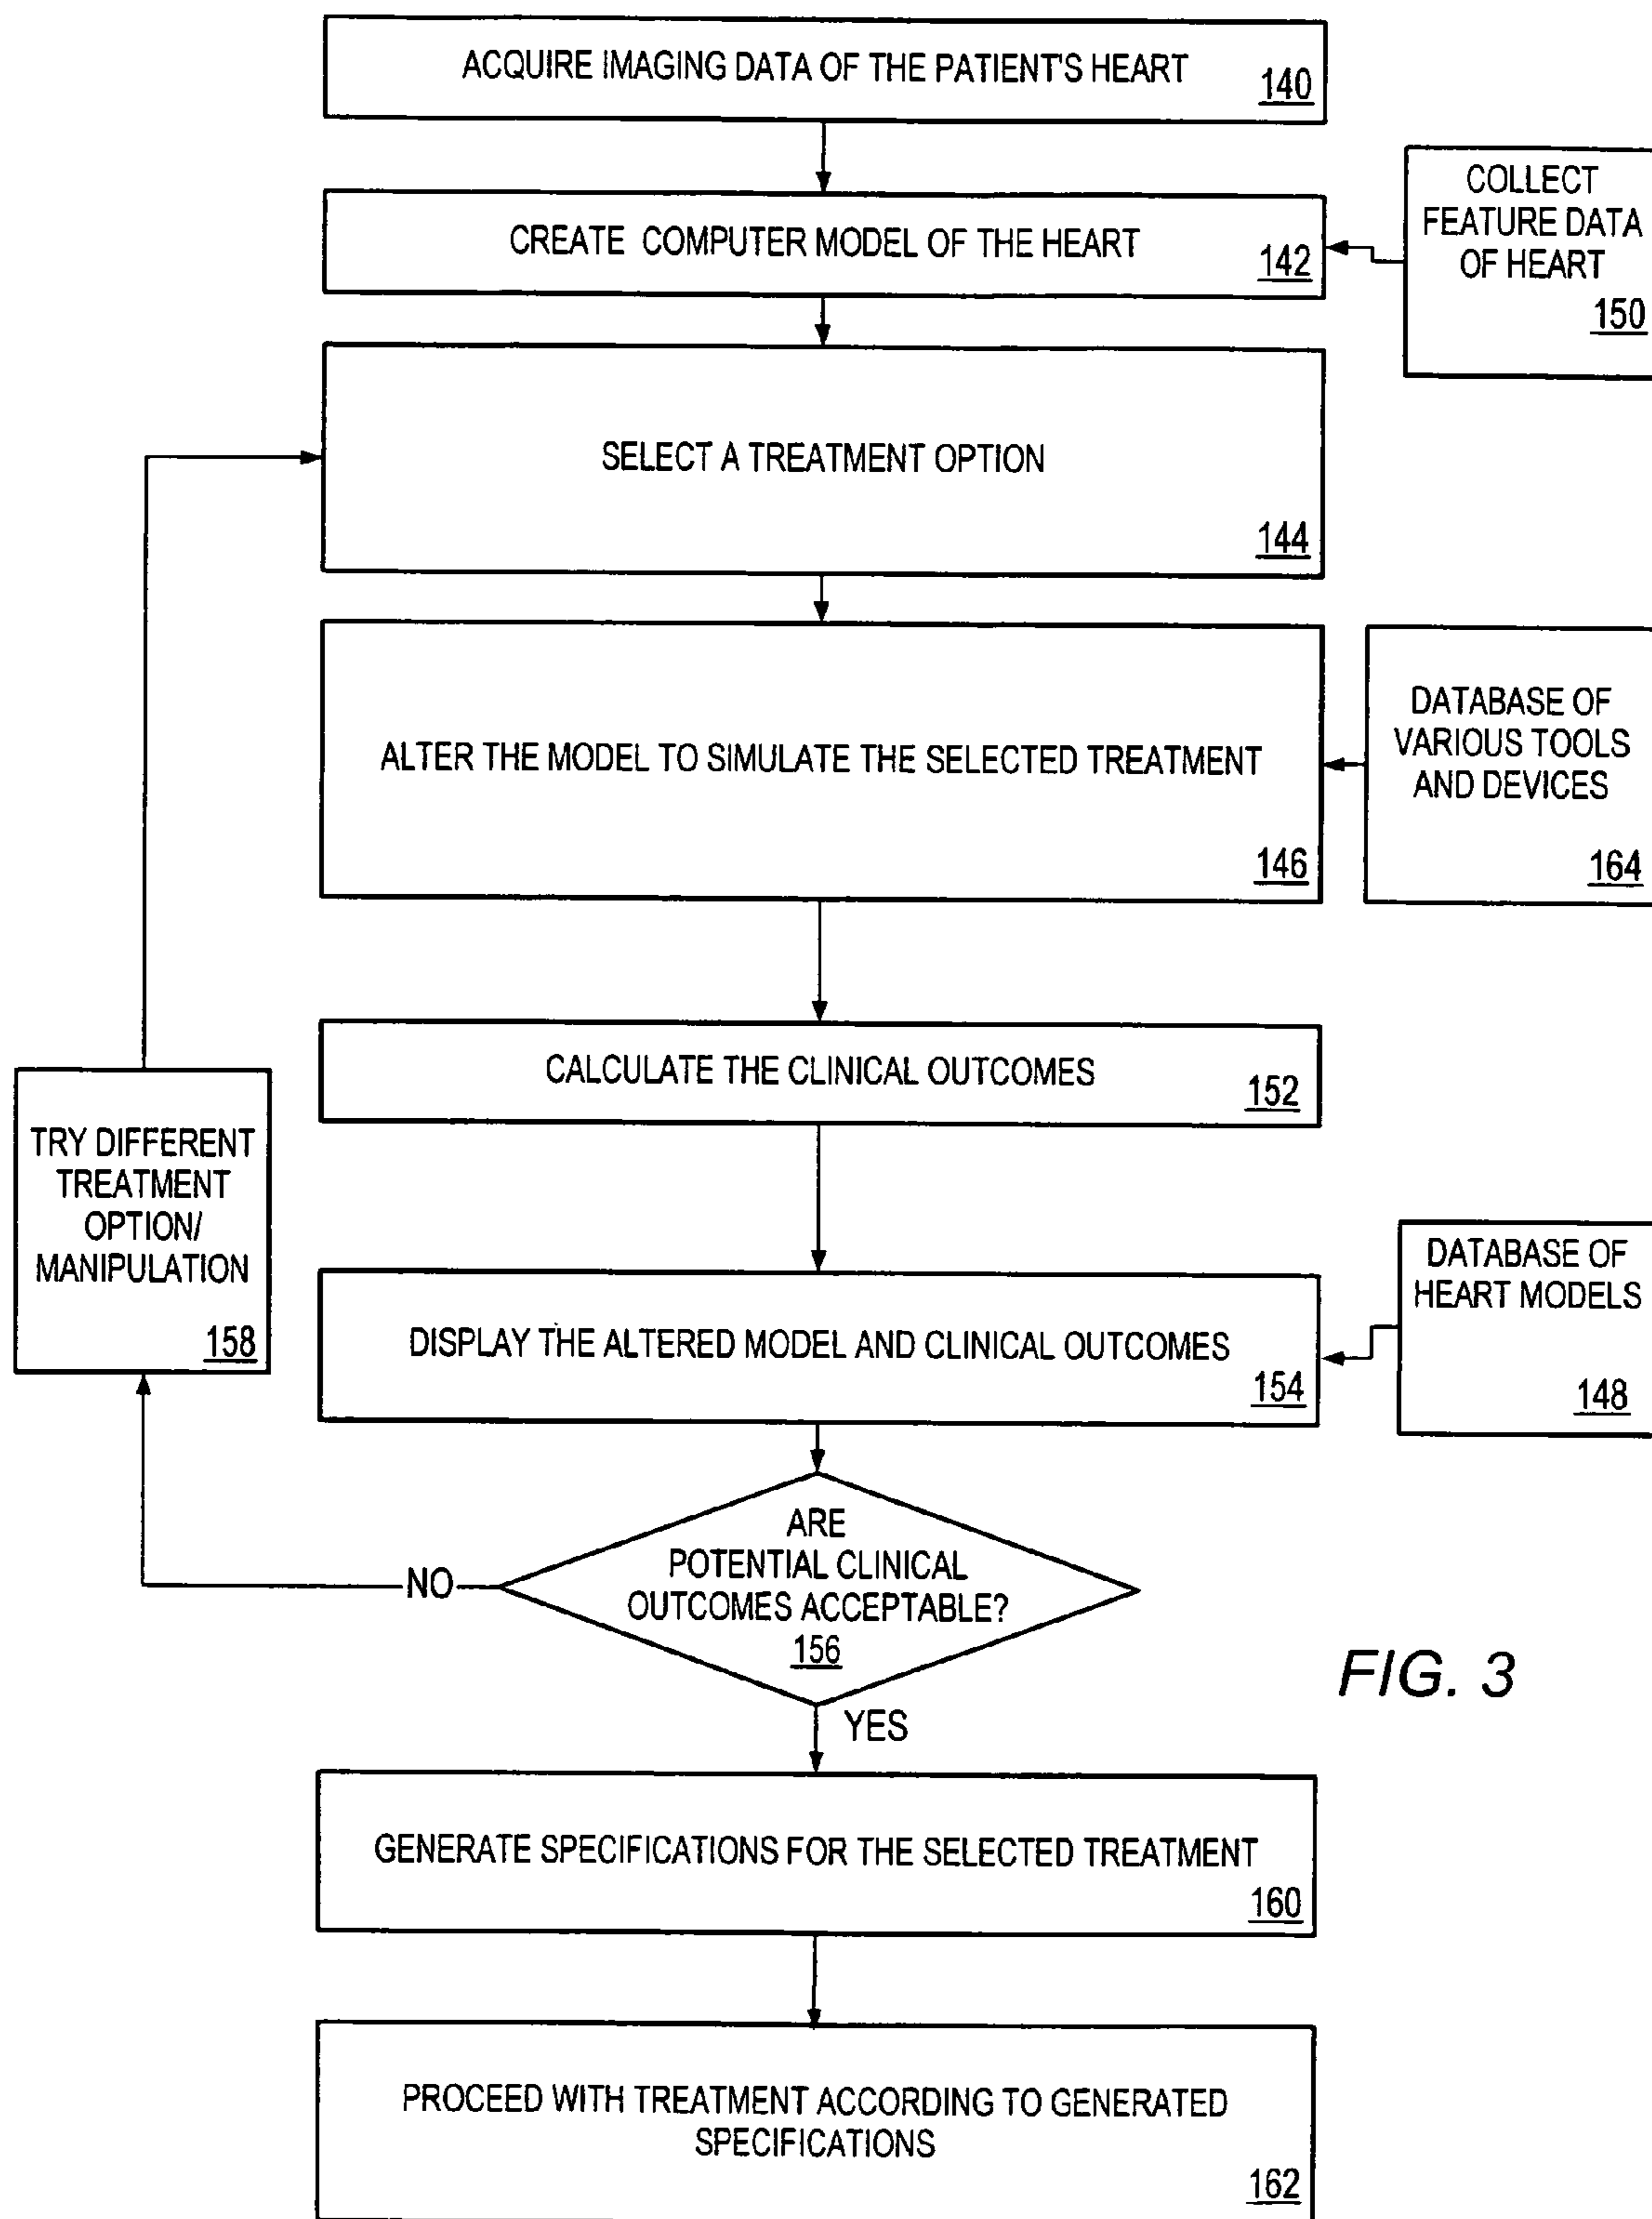 ACQUIRE IMAGING DATA OF THE PATIENT'S HEART
140
COLLECT
FEATURE DATA
OF HEART
150
CREATE COMPUTER MODEL OF THE HEART
142
SELECT A TREATMENT OPTION
144
ALTER THE MODEL TO SIMULATE THE SELECTED TREATMENT
146
DATABASE OF
VARIOUS TOOLS
AND DEVICES
164
CALCULATE THE CLINICAL OUTCOMES
152
TRY DIFFERENT
TREATMENT
OPTION/
MANIPULATION
158
DISPLAY THE ALTERED MODEL AND CLINICAL OUTCOMES
154
DATABASE OF
HEART MODELS
148
ARE
POTENTIAL CLINICAL
OUTCOMES ACCEPTABLE?
156
NO
YES
FIG. 3
GENERATE SPECIFICATIONS FOR THE SELECTED TREATMENT
160
PROCEED WITH TREATMENT ACCORDING TO GENERATED
SPECIFICATIONS
162